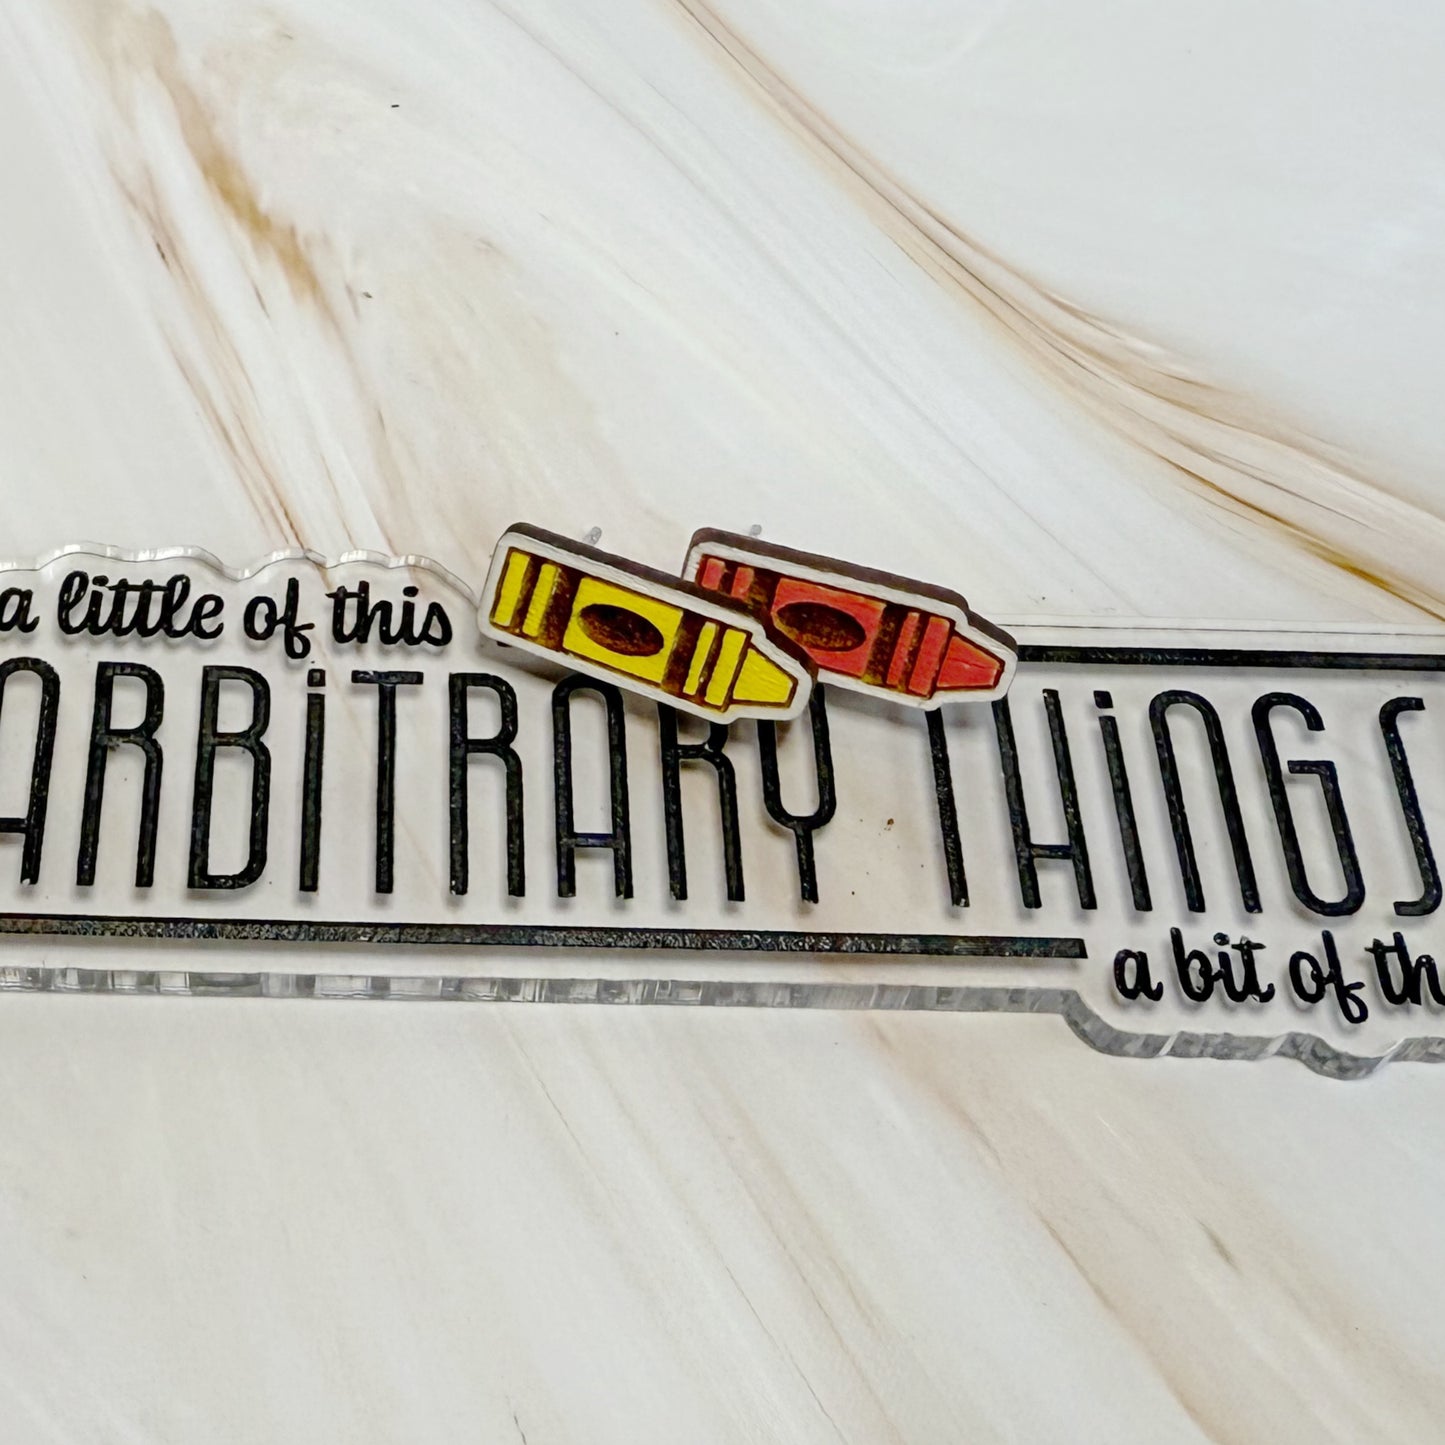 a little of this
ARBiTRARY THiNGS
a bit of th